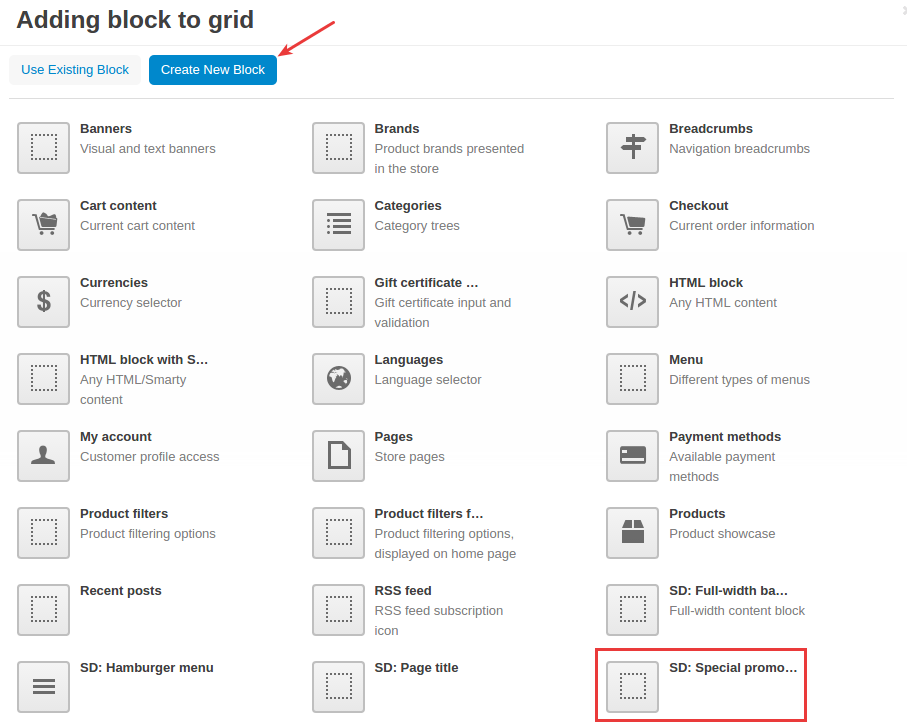 Adding block to grid
Use Existing Block
Create New Block
Banners
Visual and text banners
Brands
Product brands presented
in the store
Breadcrumbs
Navigation breadcrumbs
Cart content
Current cart content
Categories
Category trees
Checkout
Current order information
Currencies
Currency selector
Gift certificate ...
Gift certificate input and
validation
HTML block
Any HTML content
HTML block with S...
Any HTML/Smarty
content
Languages
Language selector
Menu
Different types of menus
My account
Customer profile access
Pages
Store pages
Payment methods
Available payment
methods
Product filters
Product filtering options
Product filters f...
Product filtering options,
displayed on home page
Products
Product showcase
Recent posts
RSS feed
RSS feed subscription
icon
SD: Full-width ba...
Full-width content block
SD: Hamburger menu
SD: Page title
SD: Special promo...